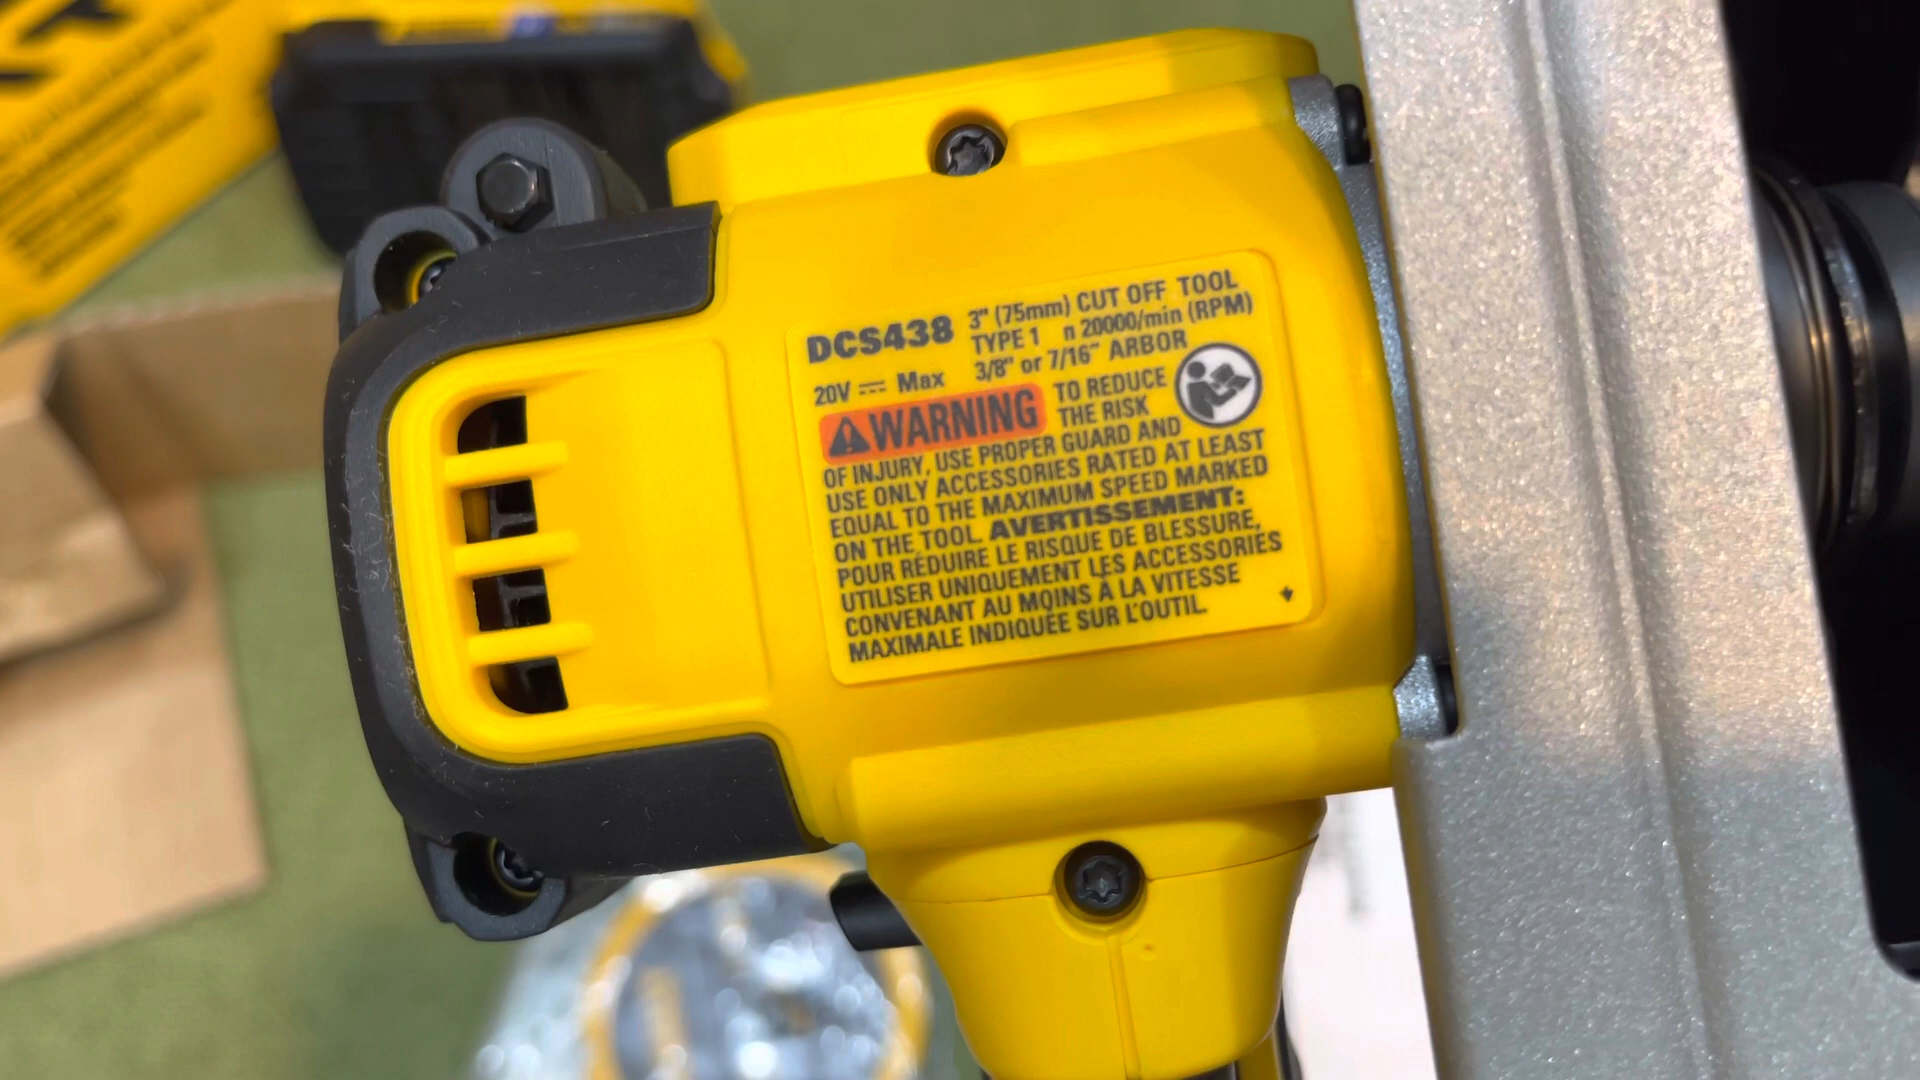 DCS438 3" (75mm) CUT OFF TOOL
TYPE 1 n 20000/min (RPM)
20V ⎓ Max 3/8" or 7/16" ARBOR
⚠WARNING TO REDUCE
THE RISK
OF INJURY, USE PROPER GUARD AND
USE ONLY ACCESSORIES RATED AT LEAST
EQUAL TO THE MAXIMUM SPEED MARKED
ON THE TOOL. AVERTISSEMENT:
POUR RÉDUIRE LE RISQUE DE BLESSURE,
UTILISER UNIQUEMENT LES ACCESSORIES
CONVENANT AU MOINS À LA VITESSE
MAXIMALE INDIQUÉE SUR L'OUTIL.